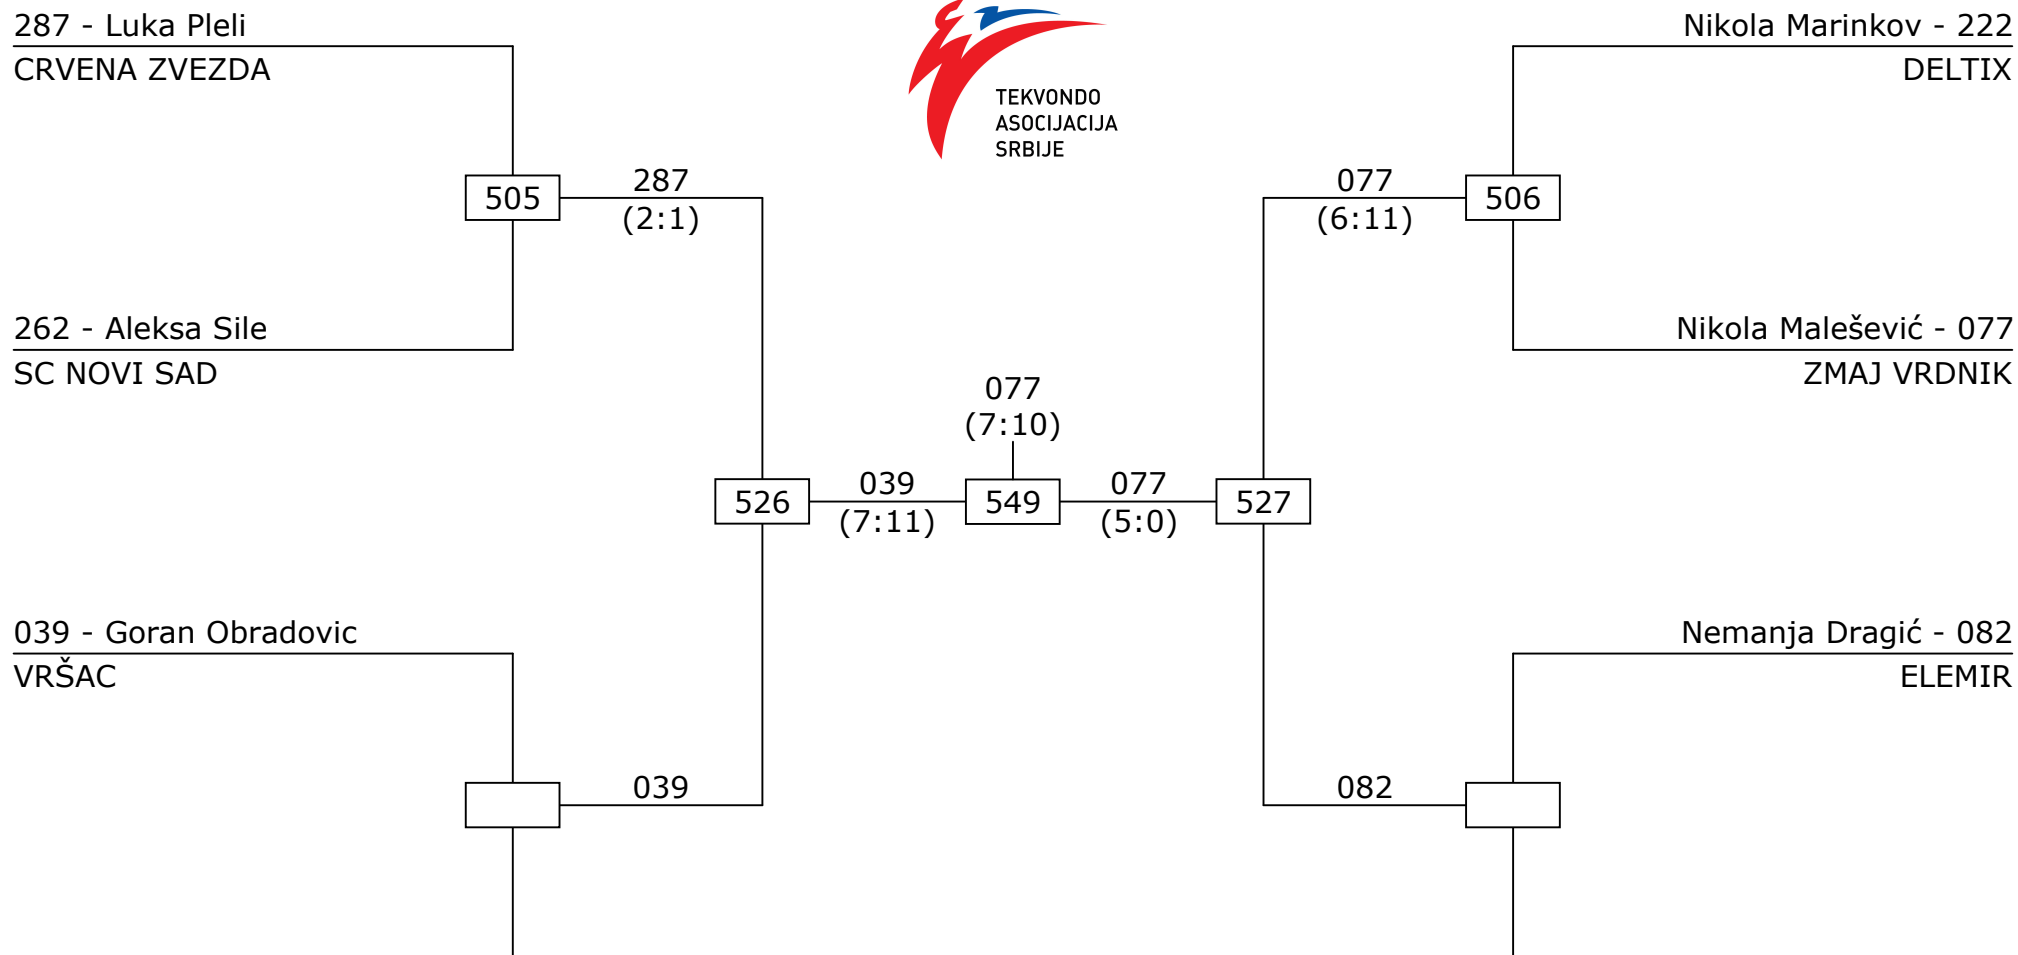 287 - Luka Pleli
CRVENA ZVEZDA
Nikola Marinkov - 222
DELTIX
TEKVONDO
ASOCIJACIJA
SRBIJE
505
287
(2:1)
077
(6:11)
506
262 - Aleksa Sile
SC NOVI SAD
Nikola Malešević - 077
ZMAJ VRDNIK
077
(7:10)
526
039
(7:11)
549
077
(5:0)
527
039 - Goran Obradovic
VRŠAC
Nemanja Dragić - 082
ELEMIR
039
082